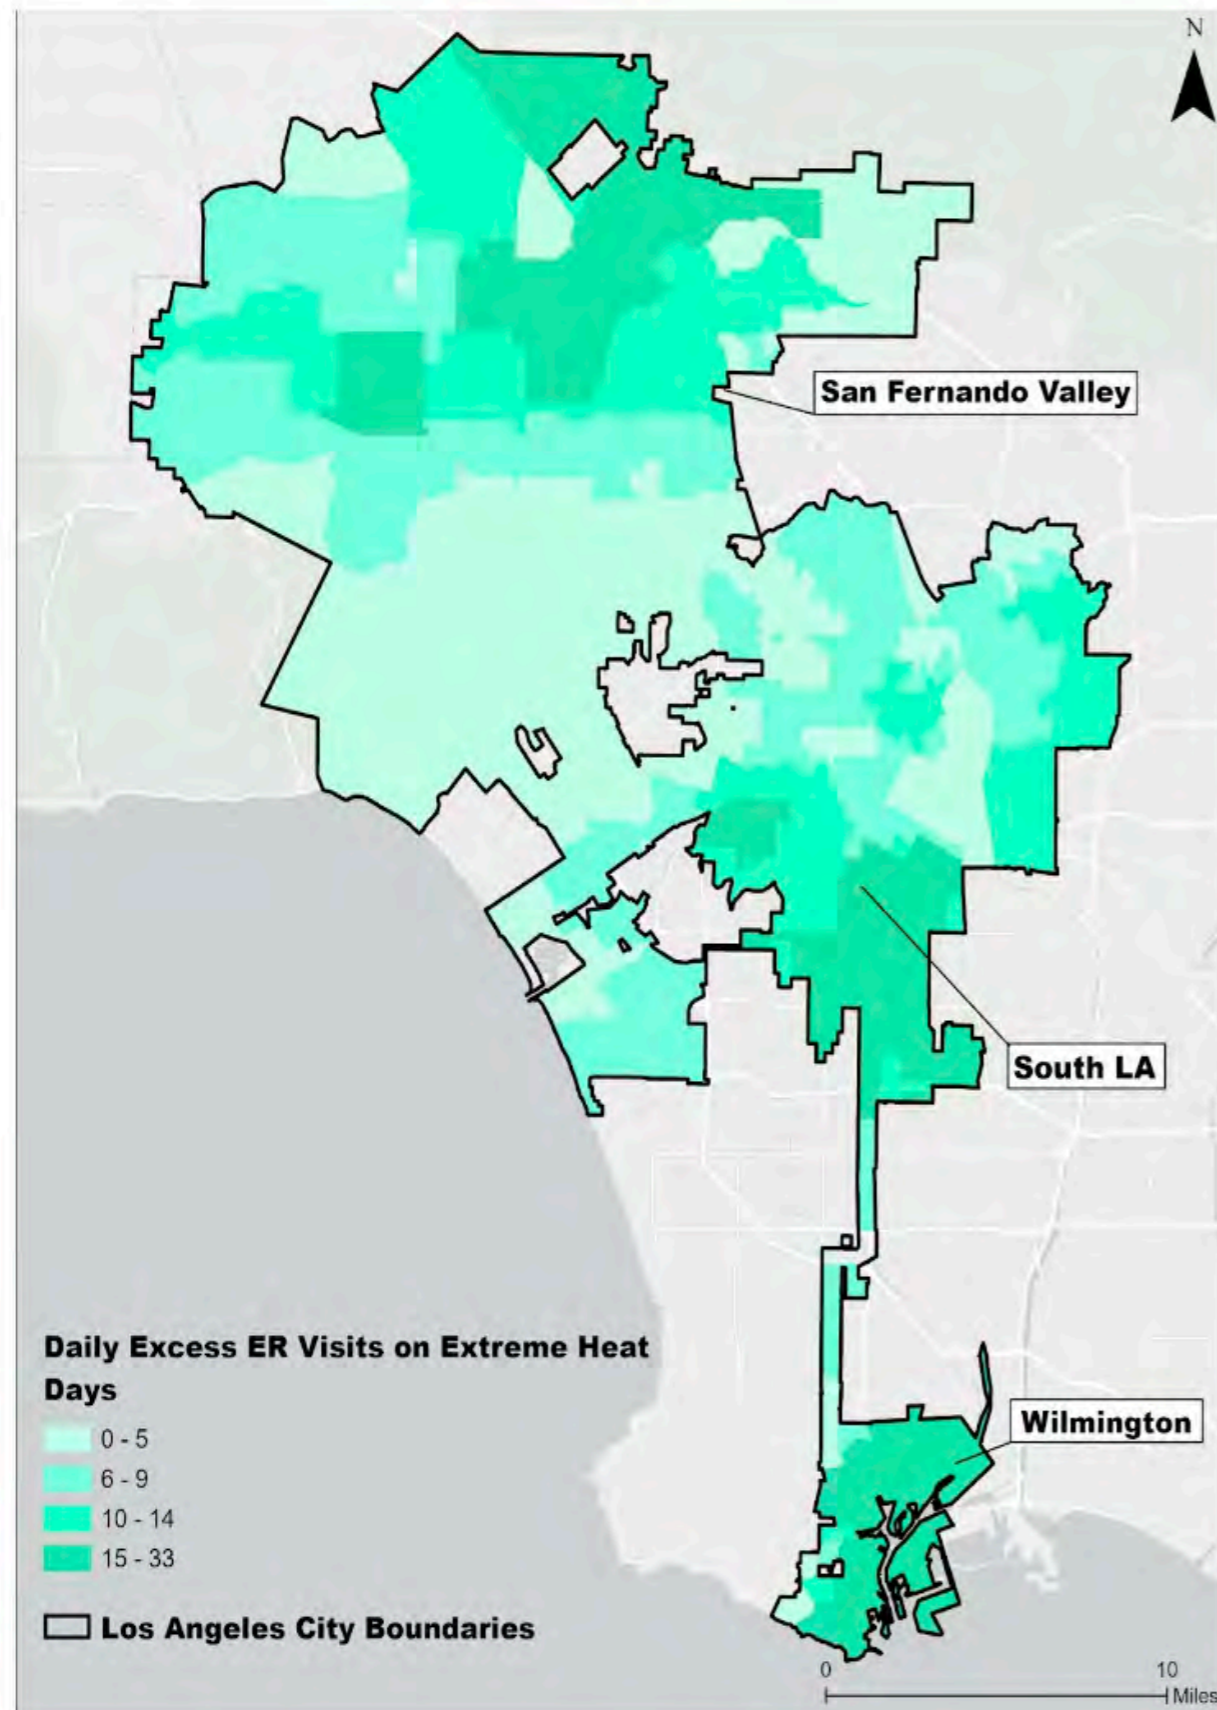 N
San Fernando Valley
South LA
Wilmington
Daily Excess ER Visits on Extreme Heat
Days
0 - 5
6 - 9
10 - 14
15 - 33
Los Angeles City Boundaries
0 10
Miles